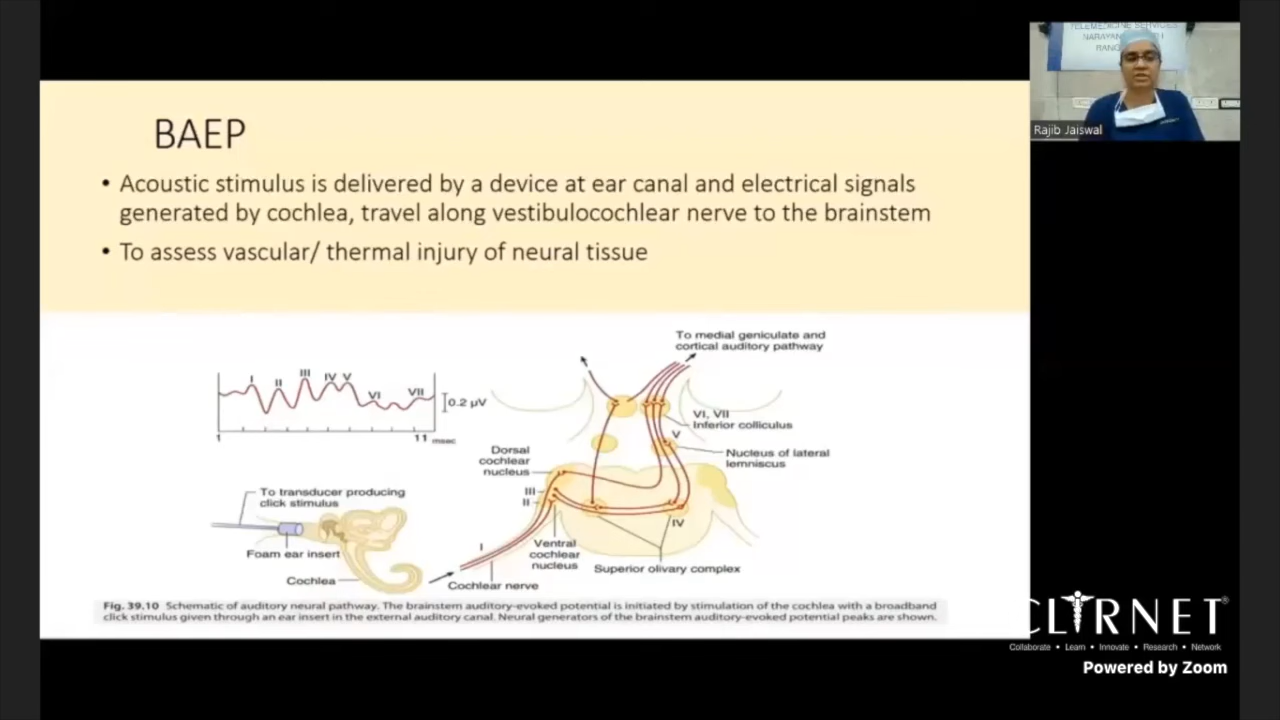 BAEP
• Acoustic stimulus is delivered by a device at ear canal and electrical signals
generated by cochlea, travel along vestibulocochlear nerve to the brainstem
• To assess vascular/ thermal injury of neural tissue
I
II
III
IV V
VI
VII
0.2 µV
1
11 msec
To transducer producing
click stimulus
Foam ear insert
Cochlea
To medial geniculate and
cortical auditory pathway
VI, VII
Inferior colliculus
V
Nucleus of lateral
lemniscus
Dorsal
cochlear
nucleus
III
II
IV
I
Ventral
cochlear
nucleus
Superior olivary complex
Cochlear nerve
Fig. 39.10 Schematic of auditory neural pathway. The brainstem auditory-evoked potential is initiated by stimulation of the cochlea with a broadband
click stimulus given through an ear insert in the external auditory canal. Neural generators of the brainstem auditory-evoked potential peaks are shown.
TELEMEDICINE SERVICES
Rajib Jaiswal
CLIRNET®
Collaborate • Learn • Innovate • Research • Network
Powered by Zoom